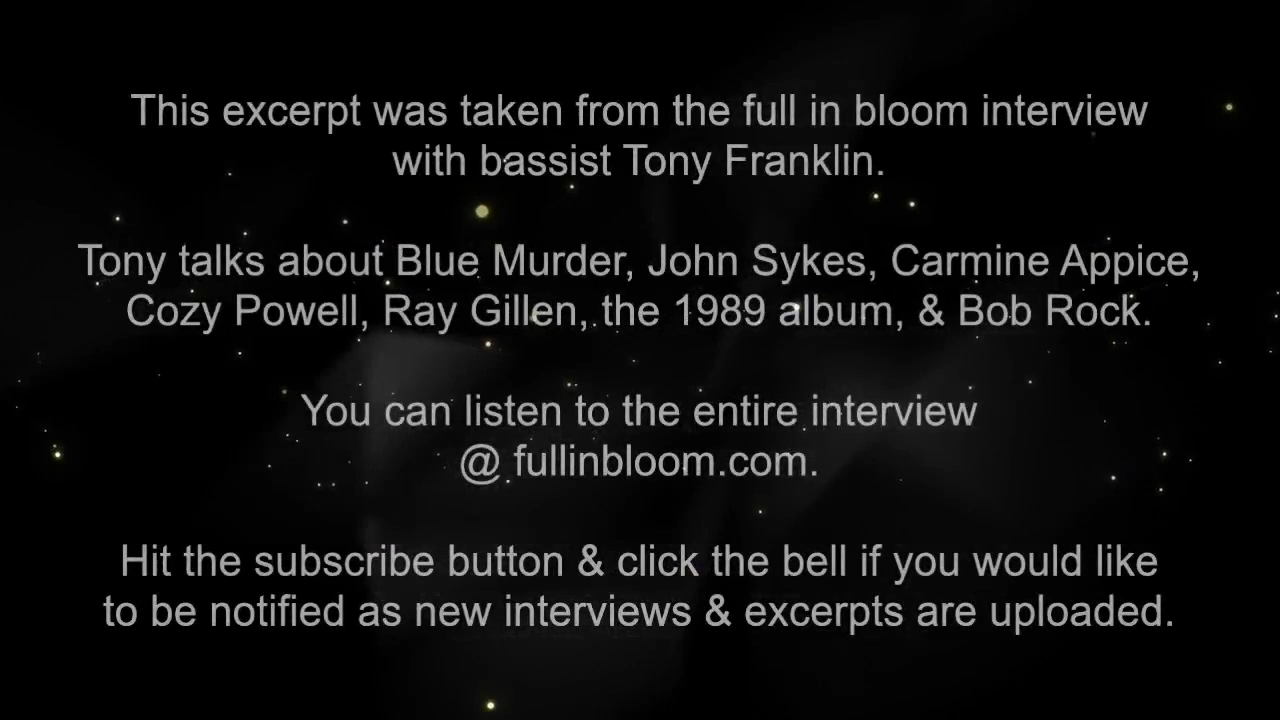 This excerpt was taken from the full in bloom interview
with bassist Tony Franklin.
Tony talks about Blue Murder, John Sykes, Carmine Appice,
Cozy Powell, Ray Gillen, the 1989 album, & Bob Rock.
You can listen to the entire interview
@ fullinbloom.com.
Hit the subscribe button & click the bell if you would like
to be notified as new interviews & excerpts are uploaded.